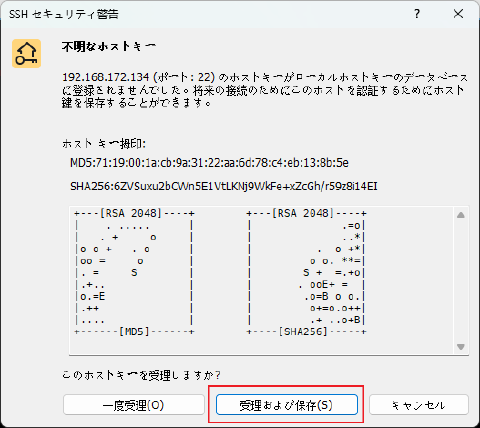 SSH セキュリティ警告
不明なホストキー
192.168.172.134 (ポート: 22) のホストキーがローカルホストキーのデータベース
に登録されませんでした。将来の接続のためにこのホストを認証するためにホスト
鍵を保存することができます。
ホスト キー拇印:
MD5:71:19:00:1a:cb:9a:31:22:aa:6d:78:c4:eb:13:8b:5e
SHA256:6ZVSuxu2bCWn5E1VtLKNj9WkFe+xZcGh/r59z8i14EI
+---[RSA 2048]----+ +---[RSA 2048]----+
| . ..... | | .=o|
| . + o | | ..*|
|o o + . o | | . o +*|
|oo = o | | o o. **=|
|. = S | | S + =.+o|
|.+.. | | . ooE+ = |
|o.=E | | .o=B o o.|
|.++ | | o+=o.o++|
|.... | | .+ ..o+B|
+------[MD5]------+ +----[SHA256]-----+
このホストキーを受理しますか?
一度受理(O) 受理および保存(S) キャンセル